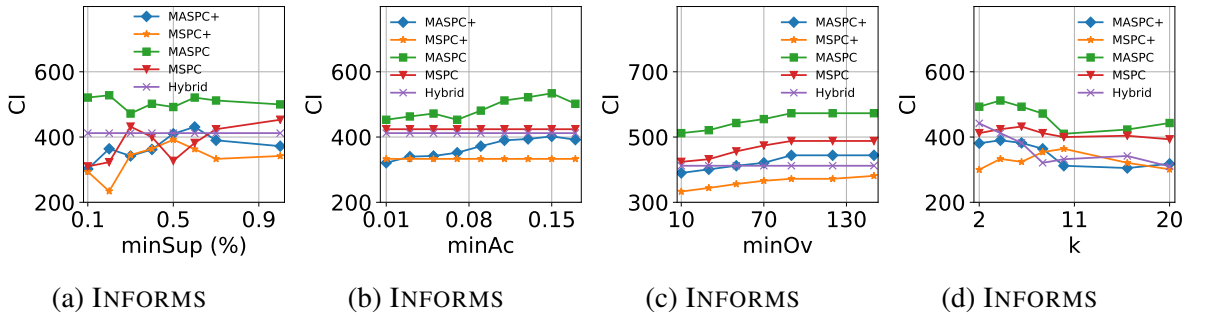 MASPC+
MSPC+
MASPC
MSPC
Hybrid
600
400
200
CI
0.1
0.5
0.9
minSup (%)
(a) INFORMS
MASPC+
MSPC+
MASPC
MSPC
Hybrid
600
400
200
CI
0.01
0.08
0.15
minAc
(b) INFORMS
MASPC+
MSPC+
MASPC
MSPC
Hybrid
700
500
300
CI
10
70
130
minOv
(c) INFORMS
MASPC+
MSPC+
MASPC
MSPC
Hybrid
600
400
200
CI
2
11
20
k
(d) INFORMS